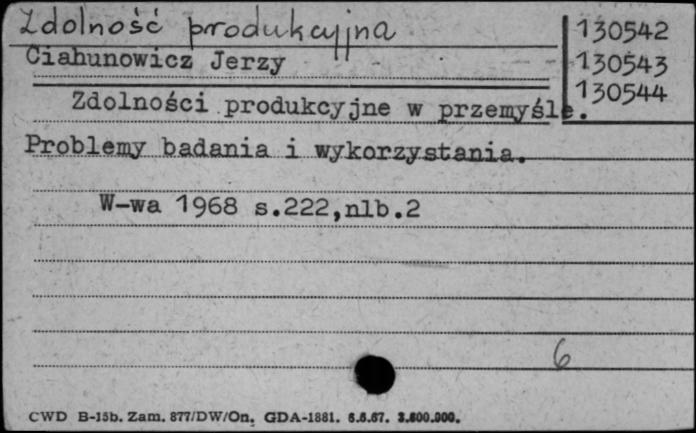 Zdolność produkcyjna
130542
Ciahunowicz Jerzy
130543
130544
Zdolności produkcyjne w przemyśle.
Problemy badania i wykorzystania.
W-wa 1968 s.222,nlb.2
6
CWD B-15b. Zam. 877/DW/On. GDA-1881. 6.6.67. 3.600.000.